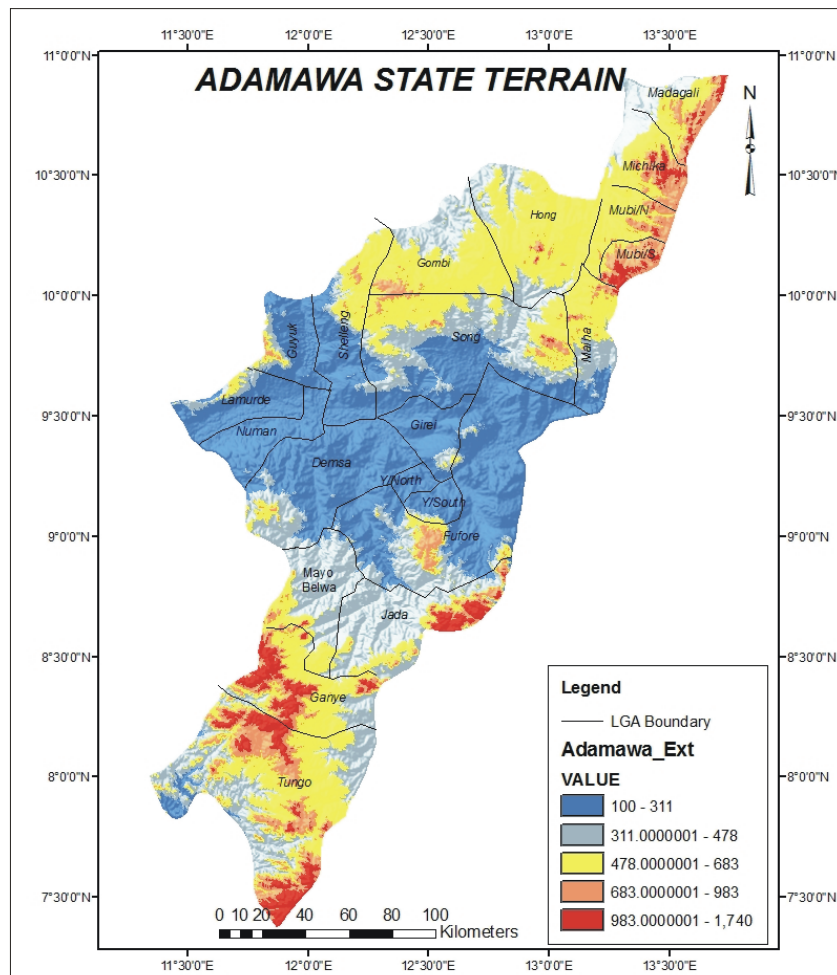 11°30'0"E 12°0'0"E 12°30'0"E 13°0'0"E 13°30'0"E
11°0'0"N 11°0'0"N
ADAMAWA STATE TERRAIN
Madagali
N
Michika
10°30'0"N 10°30'0"N
Mubi/N
Hong
Mubi/S
Gombi
10°0'0"N 10°0'0"N
Guyuk
Shelleng
Song
Marha
Lamurde
9°30'0"N 9°30'0"N
Numan
Girei
Demsa
Y/North
Y/South
9°0'0"N 9°0'0"N
Fufore
Mayo
Belwa
Jada
8°30'0"N 8°30'0"N
Ganye
Tungo
8°0'0"N 8°0'0"N
7°30'0"N 7°30'0"N
Legend
LGA Boundary
Adamawa_Ext
VALUE
100 - 311
311.0000001 - 478
478.0000001 - 683
683.0000001 - 983
983.0000001 - 1,740
0 10 20 40 60 80 100
Kilometers
11°30'0"E 12°0'0"E 12°30'0"E 13°0'0"E 13°30'0"E